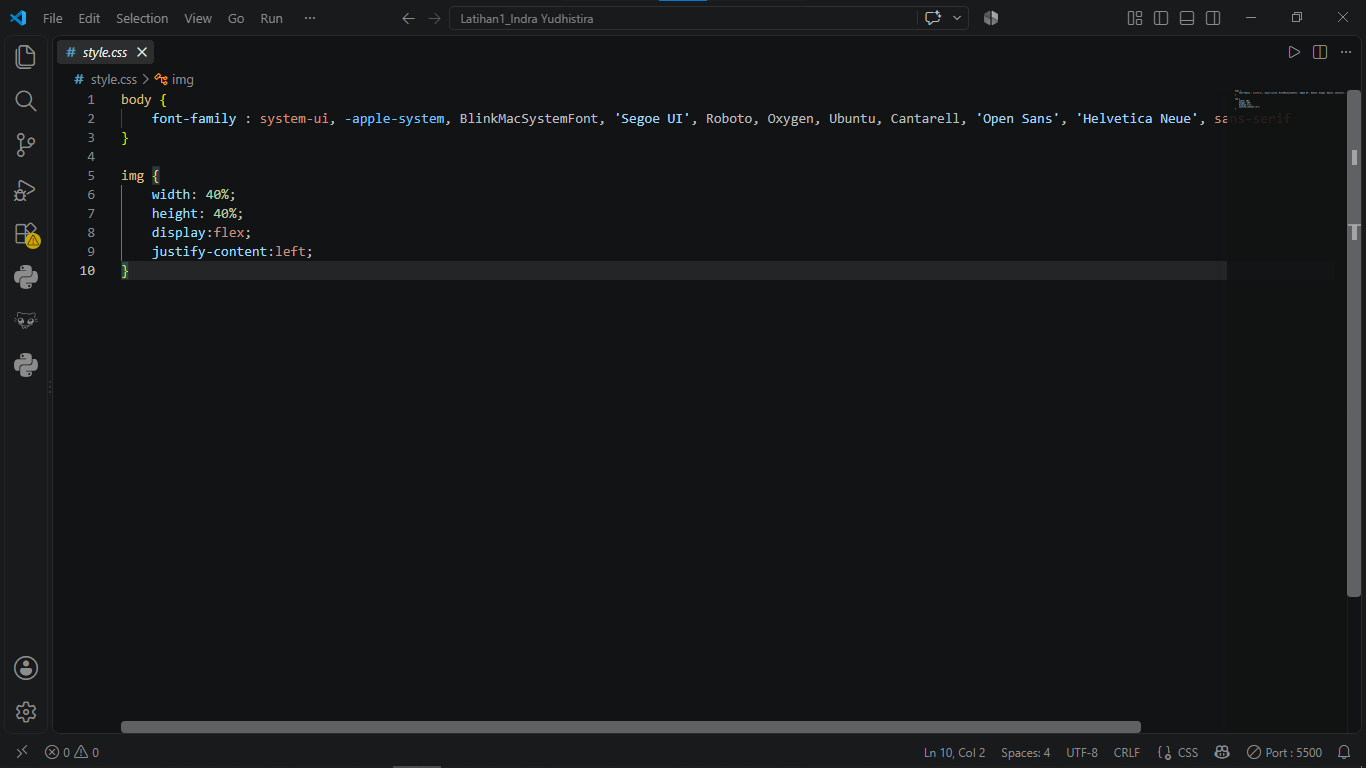 File Edit Selection View Go Run ···
Latihan1_Indra Yudhistira
# style.css
# style.css > img
1 body {
2 font-family : system-ui, -apple-system, BlinkMacSystemFont, 'Segoe UI', Roboto, Oxygen, Ubuntu, Cantarell, 'Open Sans', 'Helvetica Neue', sans-serif
3 }
4
5 img {
6 width: 40%;
7 height: 40%;
8 display:flex;
9 justify-content:left;
10 }
0 0 Ln 10, Col 2 Spaces: 4 UTF-8 CRLF {} CSS Port : 5500